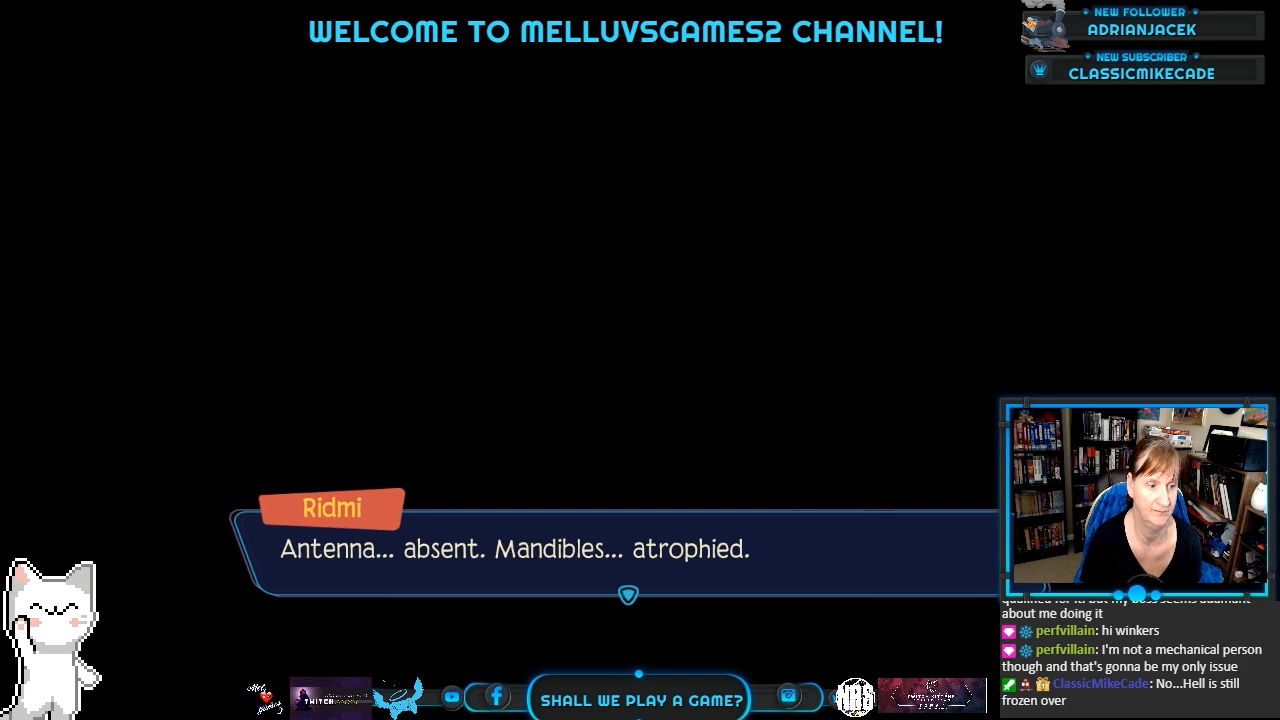 WELCOME TO MELLUVSGAMES2 CHANNEL!
NEW FOLLOWER
ADRIANJACEK
NEW SUBSCRIBER
CLASSICMIKECADE
Ridmi
Antenna... absent. Mandibles... atrophied.
about me doing it
perfvillain: hi winkers
perfvillain: I'm not a mechanical person
though and that's gonna be my only issue
ClassicMikeCade: No...Hell is still
frozen over
TWITCH
SHALL WE PLAY A GAME?